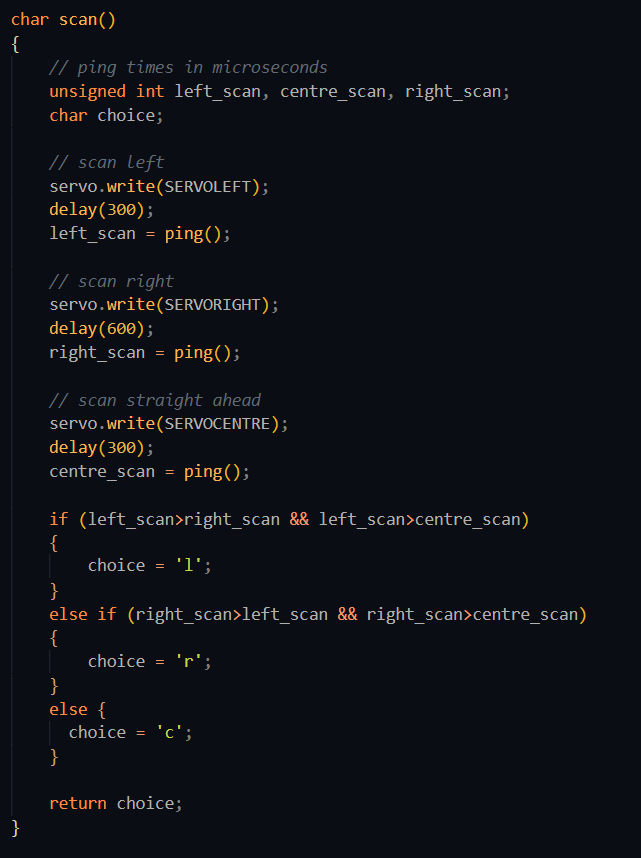 char scan()
{
    // ping times in microseconds
    unsigned int left_scan, centre_scan, right_scan;
    char choice;

    // scan left
    servo.write(SERVOLEFT);
    delay(300);
    left_scan = ping();

    // scan right
    servo.write(SERVORIGHT);
    delay(600);
    right_scan = ping();

    // scan straight ahead
    servo.write(SERVOCENTRE);
    delay(300);
    centre_scan = ping();

    if (left_scan>right_scan && left_scan>centre_scan)
    {
        choice = 'l';
    }
    else if (right_scan>left_scan && right_scan>centre_scan)
    {
        choice = 'r';
    }
    else {
      choice = 'c';
    }

    return choice;
}